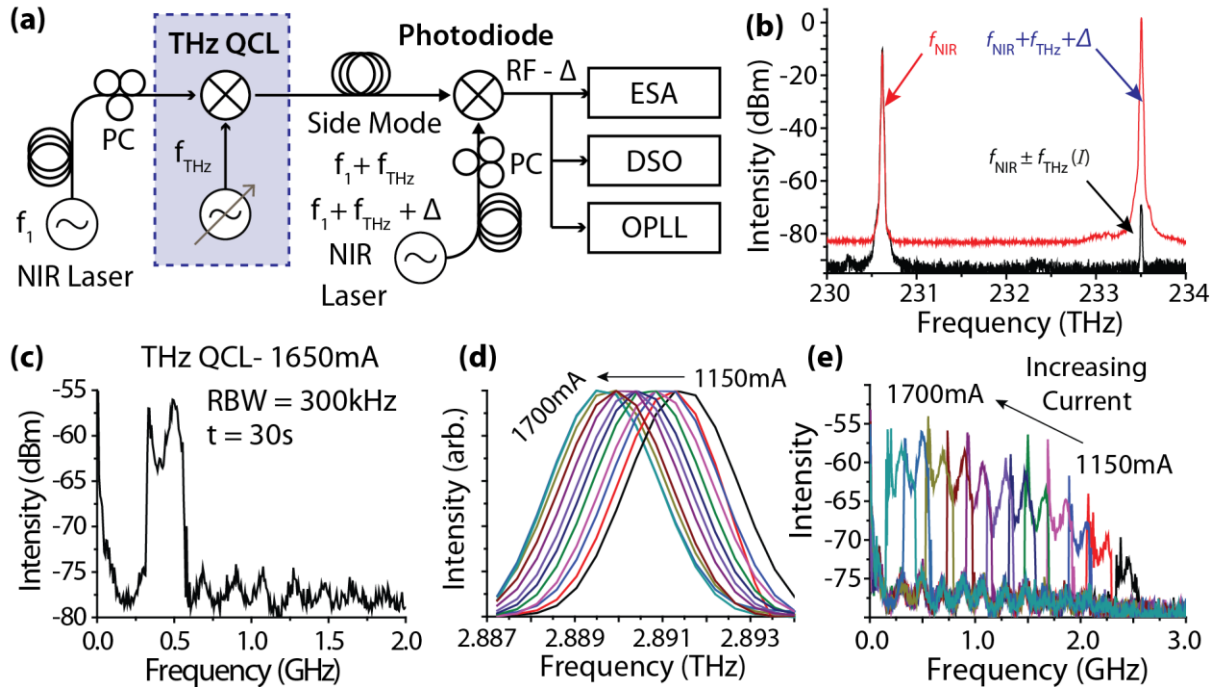 (a)
THz QCL
Photodiode
RF - Δ
ESA
DSO
OPLL
PC
Side Mode
PC
f_THz
f_1 + f_THz
f_1 + f_THz + Δ
f_1
NIR
Laser
NIR Laser
(b)
f_NIR
f_NIR + f_THz + Δ
f_NIR ± f_THz (I)
Intensity (dBm)
0
-20
-40
-60
-80
230 231 232 233 234
Frequency (THz)
(c)
THz QCL- 1650mA
RBW = 300kHz
t = 30s
Intensity (dBm)
-55
-60
-65
-70
-75
-80
0.0 0.5 1.0 1.5 2.0
Frequency (GHz)
(d)
1700mA
1150mA
Intensity (arb.)
2.887 2.889 2.891 2.893
Frequency (THz)
(e)
Increasing
Current
1700mA
1150mA
Intensity
-55
-60
-65
-70
-75
0.0 1.0 2.0 3.0
Frequency (GHz)